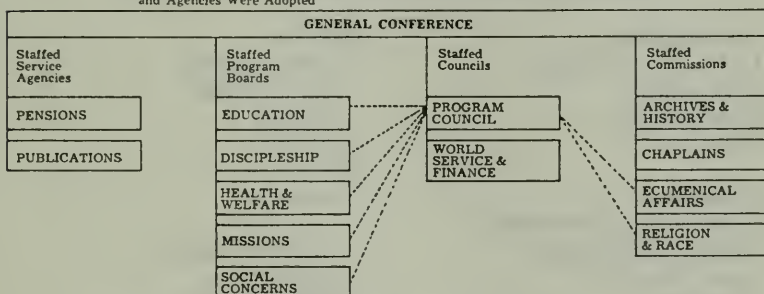 and Agencies Were Adopted
GENERAL CONFERENCE
Staffed
Service
Agencies
PENSIONS
PUBLICATIONS
Staffed
Program
Boards
EDUCATION
DISCIPLESHIP
HEALTH &
WELFARE
MISSIONS
SOCIAL
CONCERNS
Staffed
Councils
PROGRAM
COUNCIL
WORLD
SERVICE &
FINANCE
Staffed
Commissions
ARCHIVES &
HISTORY
CHAPLAINS
ECUMENICAL
AFFAIRS
RELIGION
& RACE